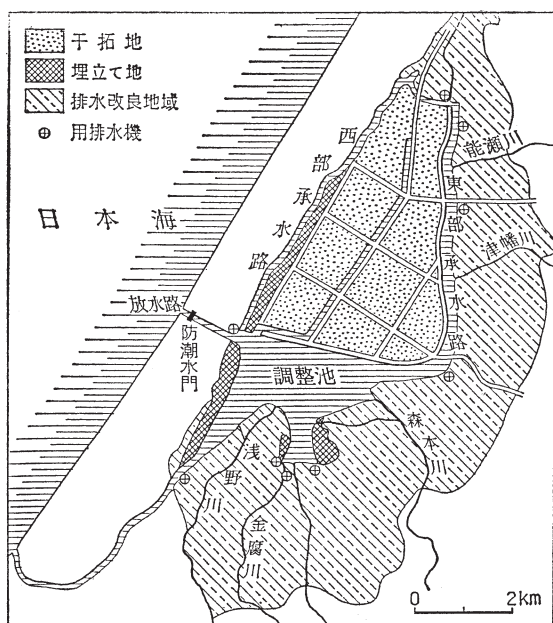 干拓地
埋立て地
排水改良地域
用排水機
日本海
西部承水路
東部承水路
能瀬川
津幡川
放水路
防潮水門
調整池
森本川
浅野川
金腐川
0 2km